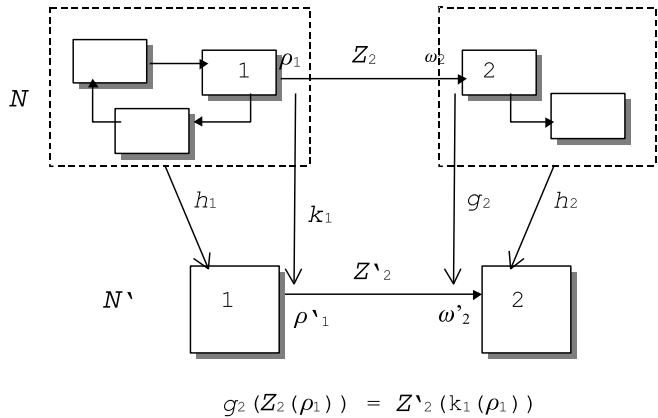 ρ₁ Z₂ ω₂
1 2
N
h₁ k₁ g₂ h₂
Z‵₂
N‵ 1 2
ρ‵₁ ω’₂
g₂(Z₂(ρ₁)) = Z‵₂(k₁(ρ₁))